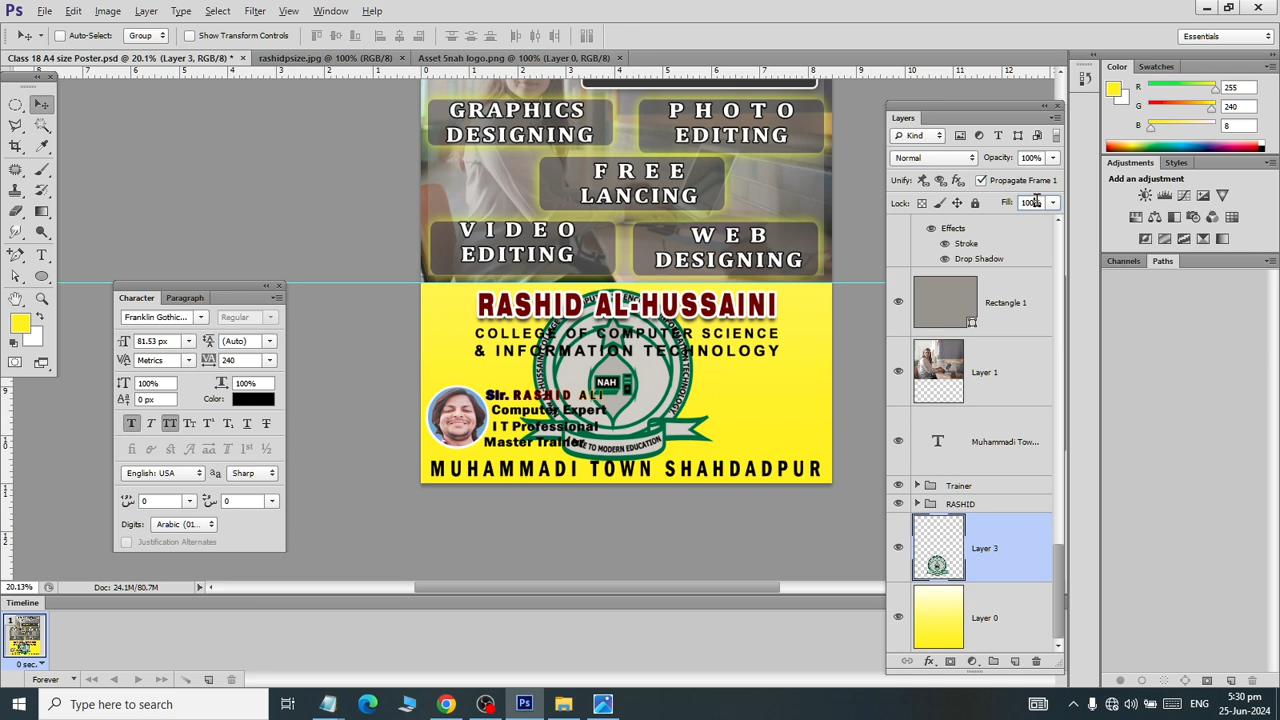 Ps File Edit Image Layer Type Select Filter View Window Help
Auto-Select: Group Show Transform Controls Essentials
Class 18 A4 size Poster.psd @ 20.1% (Layer 3, RGB/8) * × rashidpsize.jpg @ 100% (RGB/8) × Asset 5nah logo.png @ 100% (Layer 0, RGB/8) ×
GRAPHICS
DESIGNING
PHOTO
EDITING
FREE
LANCING
VIDEO
EDITING
WEB
DESIGNING
RASHID AL-HUSSAINI
COLLEGE OF COMPUTER SCIENCE
& INFORMATION TECHNOLOGY
NAH
Sir. RASHID ALI
Computer Expert
I T Professional
Master Trainer
TO MODERN EDUCATION
MUHAMMADI TOWN SHAHDADPUR
Character Paragraph
Franklin Gothic... Regular
81.53 px (Auto)
Metrics 240
100% 100%
0 px Color:
English: USA Sharp
0 0
Digits: Arabic (01...
Justification Alternates
Layers
Kind
Normal Opacity: 100%
Unify: Propagate Frame 1
Lock: Fill: 100%
Effects
Stroke
Drop Shadow
Rectangle 1
Layer 1
Muhammadi Tow...
Trainer
RASHID
Layer 3
Layer 0
Color Swatches
R 255
G 240
B 8
Adjustments Styles
Add an adjustment
Channels Paths
20.13% Doc: 24.1M/80.7M
Timeline
1
0 sec.
Forever
Type here to search
ENG
5:30 pm
25-Jun-2024